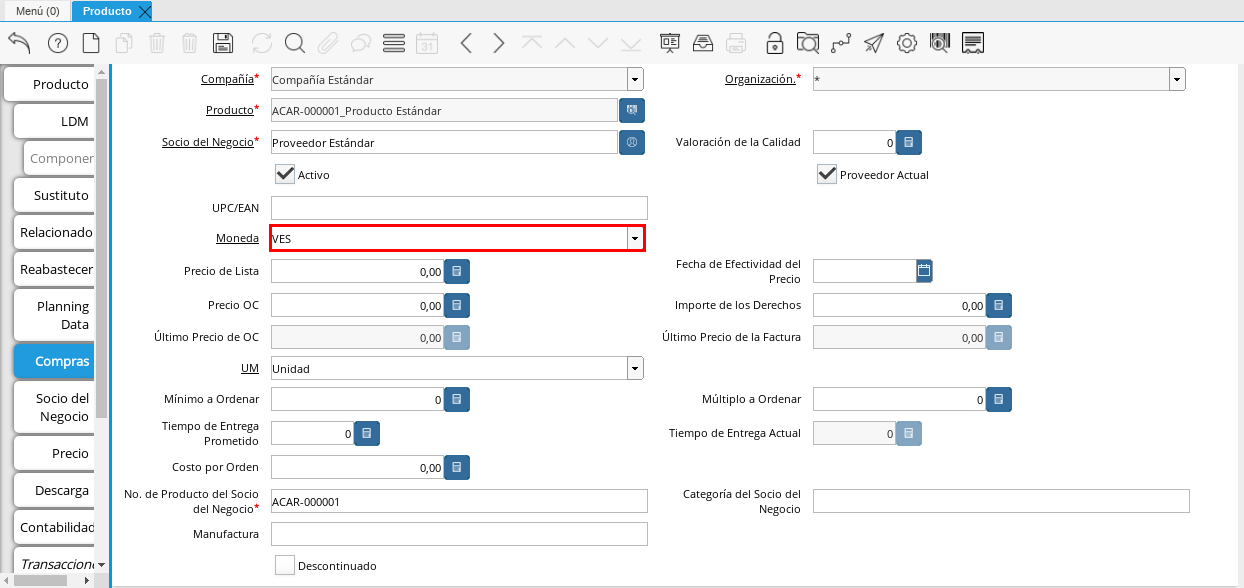 Menú (0)
Producto
31
Producto
LDM
Componen
Sustituto
Relacionado
Reabastecer
Planning
Data
Compras
Socio del
Negocio
Precio
Descarga
Contabilidad
Transaccione
Compañía* Compañía Estándar Organización.* *
Producto* ACAR-000001_Producto Estándar
Socio del Negocio* Proveedor Estándar Valoración de la Calidad 0
Activo Proveedor Actual
UPC/EAN
Moneda VES
Precio de Lista 0,00 Fecha de Efectividad del
Precio
Precio OC 0,00 Importe de los Derechos 0,00
Último Precio de OC 0,00 Último Precio de la Factura 0,00
UM Unidad
Mínimo a Ordenar 0 Múltiplo a Ordenar 0
Tiempo de Entrega
Prometido 0 Tiempo de Entrega Actual 0
Costo por Orden 0,00
No. de Producto del Socio
del Negocio* ACAR-000001 Categoría del Socio del
Negocio
Manufactura
Descontinuado